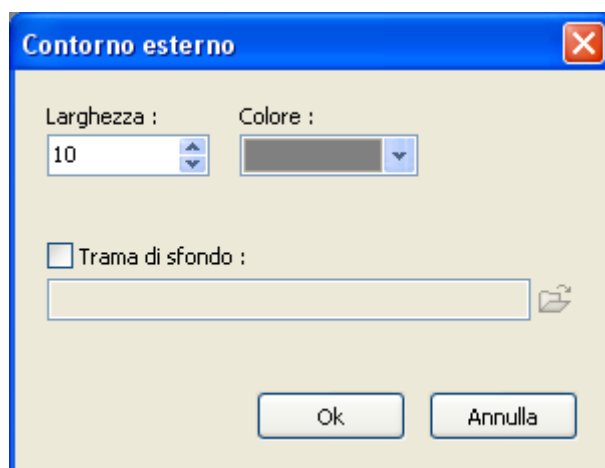 Contorno esterno
Larghezza :
Colore :
10
Trama di sfondo :
Ok
Annulla